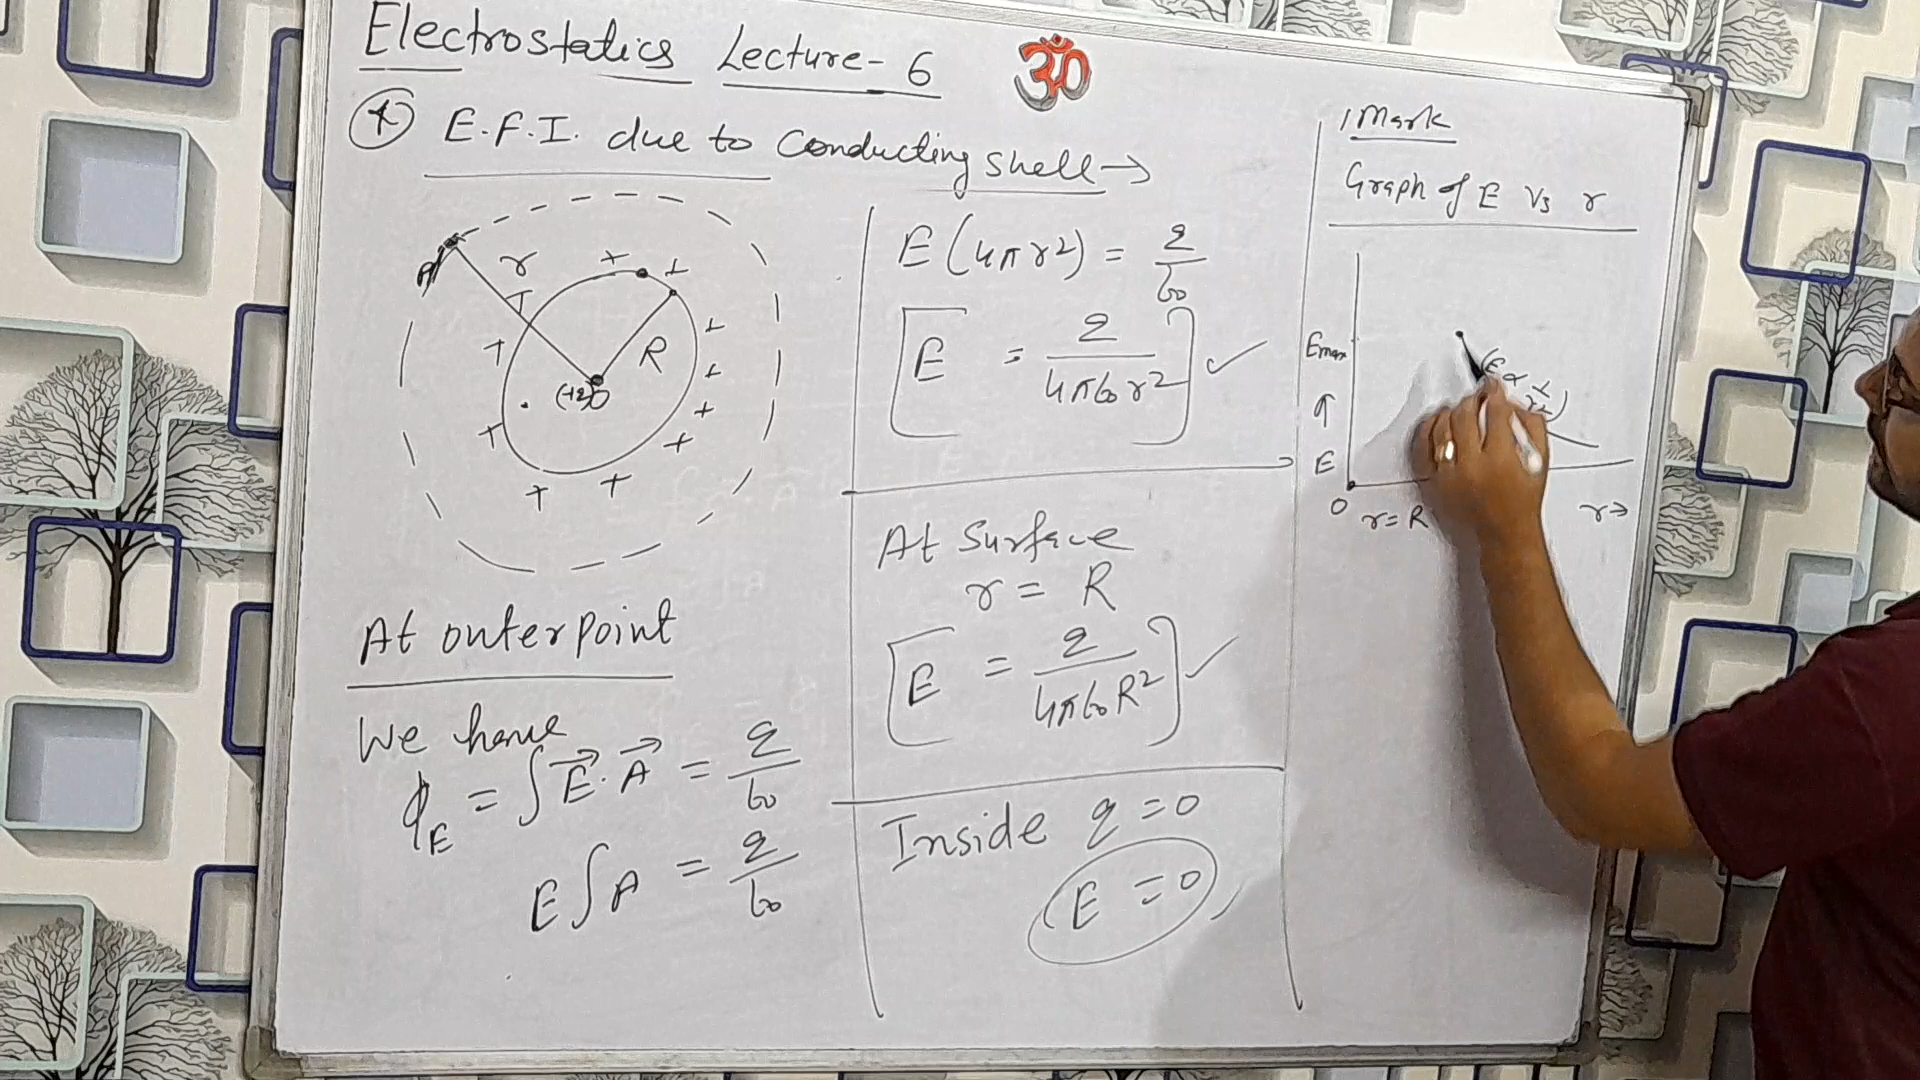 Electrostatics Lecture-6
ॐ
* E.F.I. due to Conducting shell→
r
R
(+q)O
+ + + + + + + + + + +
At outer point
We have
ϕE = ∫E⃗·A⃗ = q/ϵ0
E∫A = q/ϵ0
E(4πr²) = q/ϵ0
[E = q/4πϵ0r²] ✓
At Surface
r = R
[E = q/4πϵ0R²] ✓
Inside q=0
E=0
1 Mark
Graph of E Vs r
Emax
↑
E
O r=R r→